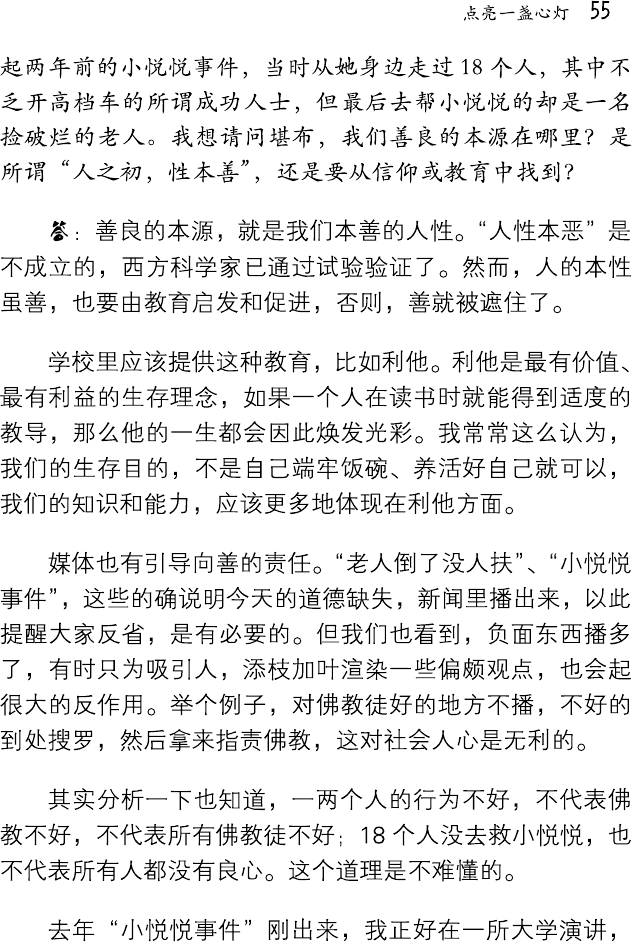 点亮一盏心灯 55
起两年前的小悦悦事件，当时从她身边走过 18 个人，其中不
乏开高档车的所谓成功人士，但最后去帮小悦悦的却是一名
捡破烂的老人。我想请问堪布，我们善良的本源在哪里？是
所谓“人之初，性本善”，还是要从信仰或教育中找到？
答：善良的本源，就是我们本善的人性。“人性本恶”是
不成立的，西方科学家已通过试验验证了。然而，人的本性
虽善，也要由教育启发和促进，否则，善就被遮住了。
学校里应该提供这种教育，比如利他。利他是最有价值、
最有利益的生存理念，如果一个人在读书时就能得到适度的
教导，那么他的一生都会因此焕发光彩。我常常这么认为，
我们的生存目的，不是自己端牢饭碗、养活好自己就可以，
我们的知识和能力，应该更多地体现在利他方面。
媒体也有引导向善的责任。“老人倒了没人扶”、“小悦悦
事件”，这些的确说明今天的道德缺失，新闻里播出来，以此
提醒大家反省，是有必要的。但我们也看到，负面东西播多
了，有时只为吸引人，添枝加叶渲染一些偏颇观点，也会起
很大的反作用。举个例子，对佛教徒好的地方不播，不好的
到处搜罗，然后拿来指责佛教，这对社会人心是无利的。
其实分析一下也知道，一两个人的行为不好，不代表佛
教不好，不代表所有佛教徒不好；18 个人没去救小悦悦，也
不代表所有人都没有良心。这个道理是不难懂的。
去年“小悦悦事件”刚出来，我正好在一所大学演讲，